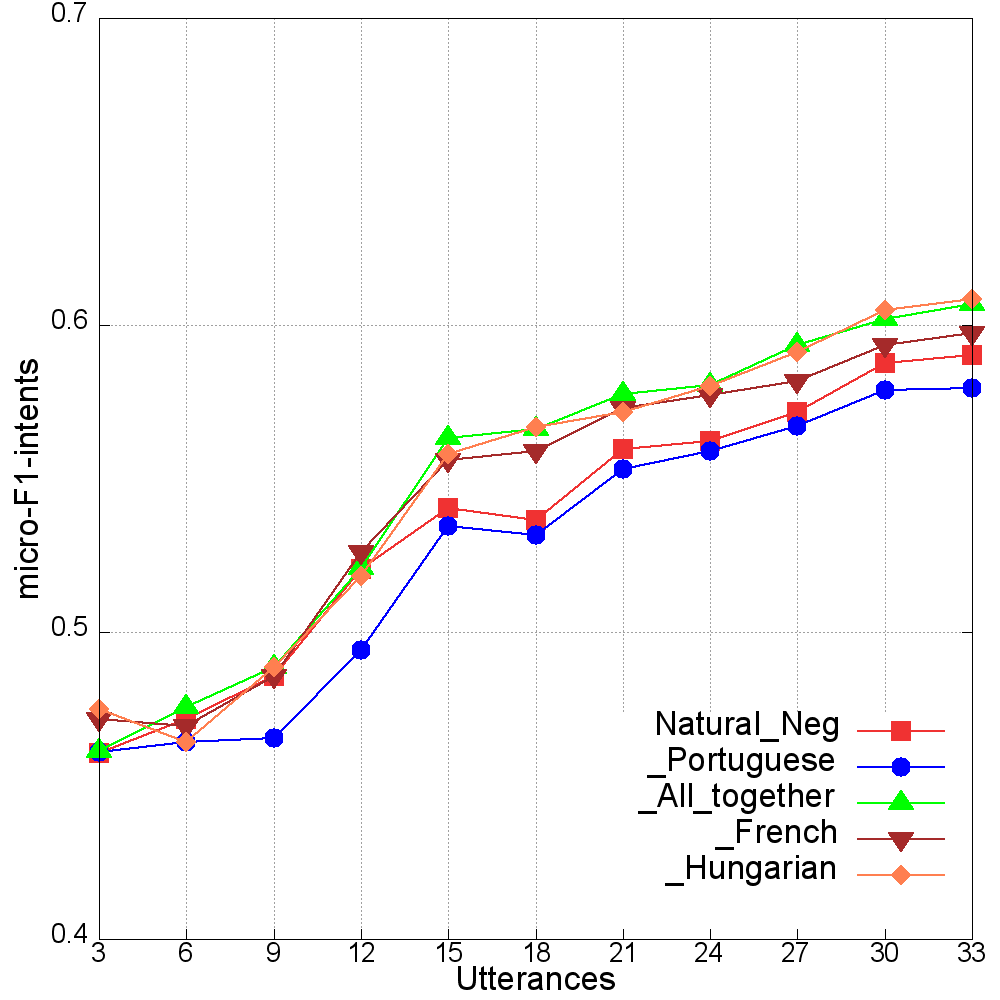 0.7
0.6
0.5
0.4
micro-F1-intents
Natural_Neg
_Portuguese
_All_together
_French
_Hungarian
3 6 9 12 15 18 21 24 27 30 33
Utterances